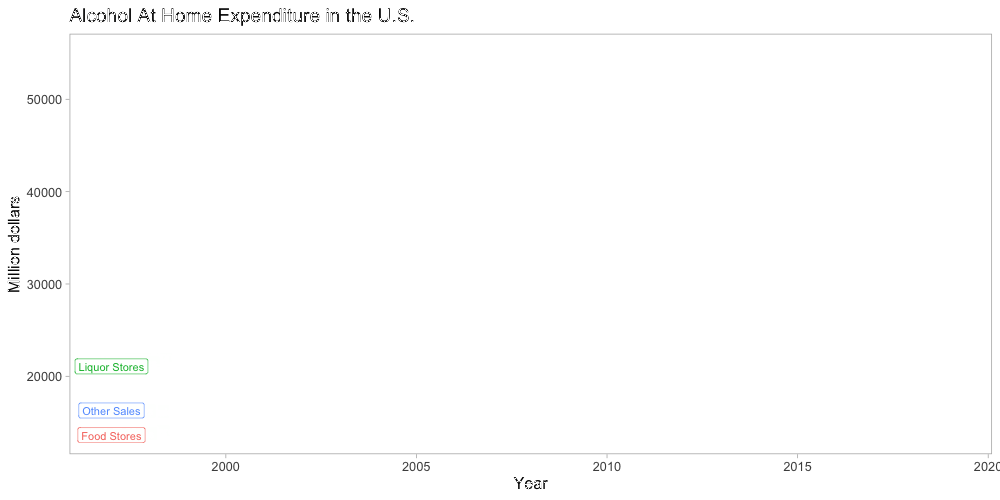 Alcohol At Home Expenditure in the U.S.
Million dollars
50000
40000
30000
20000
Liquor Stores
Other Sales
Food Stores
2000
2005
2010
2015
2020
Year